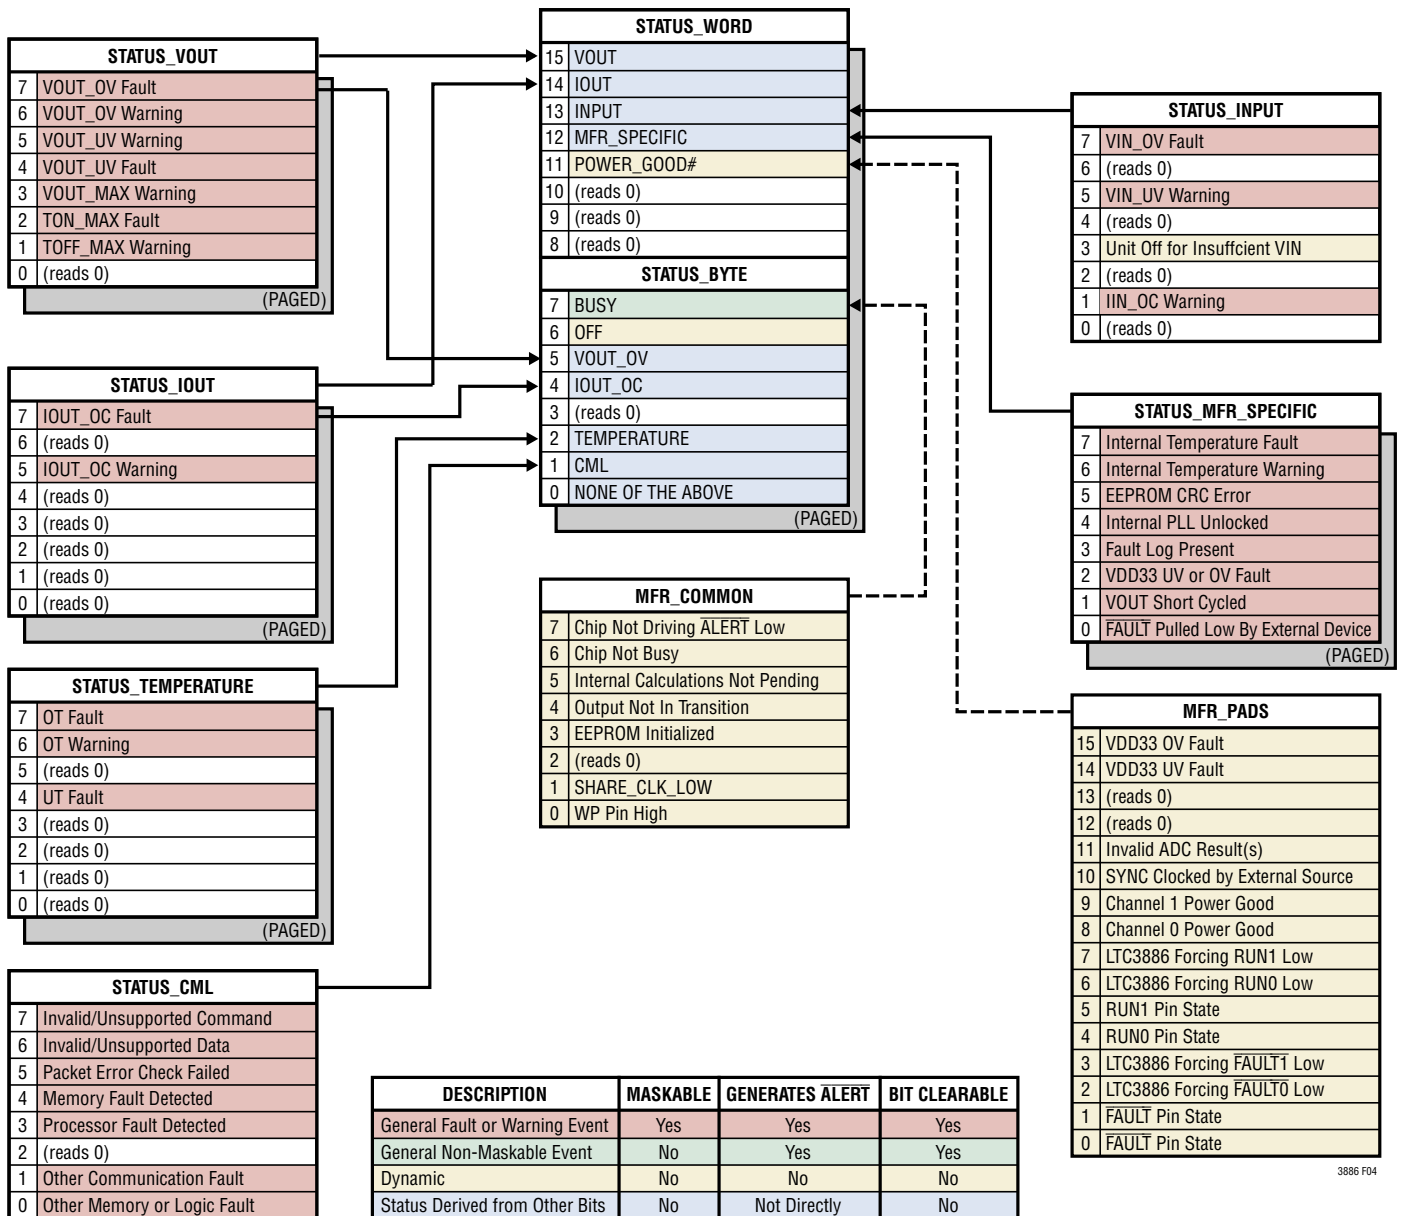 STATUS_VOUT
7 VOUT_OV Fault
6 VOUT_OV Warning
5 VOUT_UV Warning
4 VOUT_UV Fault
3 VOUT_MAX Warning
2 TON_MAX Fault
1 TOFF_MAX Warning
0 (reads 0)
(PAGED)
STATUS_IOUT
7 IOUT_OC Fault
6 (reads 0)
5 IOUT_OC Warning
4 (reads 0)
3 (reads 0)
2 (reads 0)
1 (reads 0)
0 (reads 0)
(PAGED)
STATUS_TEMPERATURE
7 OT Fault
6 OT Warning
5 (reads 0)
4 UT Fault
3 (reads 0)
2 (reads 0)
1 (reads 0)
0 (reads 0)
(PAGED)
STATUS_CML
7 Invalid/Unsupported Command
6 Invalid/Unsupported Data
5 Packet Error Check Failed
4 Memory Fault Detected
3 Processor Fault Detected
2 (reads 0)
1 Other Communication Fault
0 Other Memory or Logic Fault
STATUS_WORD
15 VOUT
14 IOUT
13 INPUT
12 MFR_SPECIFIC
11 POWER_GOOD#
10 (reads 0)
9 (reads 0)
8 (reads 0)
STATUS_BYTE
7 BUSY
6 OFF
5 VOUT_OV
4 IOUT_OC
3 (reads 0)
2 TEMPERATURE
1 CML
0 NONE OF THE ABOVE
(PAGED)
MFR_COMMON
7 Chip Not Driving ALERT Low
6 Chip Not Busy
5 Internal Calculations Not Pending
4 Output Not In Transition
3 EEPROM Initialized
2 (reads 0)
1 SHARE_CLK_LOW
0 WP Pin High
DESCRIPTION MASKABLE GENERATES ALERT BIT CLEARABLE
General Fault or Warning Event Yes Yes Yes
General Non-Maskable Event No Yes Yes
Dynamic No No No
Status Derived from Other Bits No Not Directly No
STATUS_INPUT
7 VIN_OV Fault
6 (reads 0)
5 VIN_UV Warning
4 (reads 0)
3 Unit Off for Insuffcient VIN
2 (reads 0)
1 IIN_OC Warning
0 (reads 0)
STATUS_MFR_SPECIFIC
7 Internal Temperature Fault
6 Internal Temperature Warning
5 EEPROM CRC Error
4 Internal PLL Unlocked
3 Fault Log Present
2 VDD33 UV or OV Fault
1 VOUT Short Cycled
0 FAULT Pulled Low By External Device
(PAGED)
MFR_PADS
15 VDD33 OV Fault
14 VDD33 UV Fault
13 (reads 0)
12 (reads 0)
11 Invalid ADC Result(s)
10 SYNC Clocked by External Source
9 Channel 1 Power Good
8 Channel 0 Power Good
7 LTC3886 Forcing RUN1 Low
6 LTC3886 Forcing RUN0 Low
5 RUN1 Pin State
4 RUN0 Pin State
3 LTC3886 Forcing FAULT1 Low
2 LTC3886 Forcing FAULT0 Low
1 FAULT Pin State
0 FAULT Pin State
3886 F04